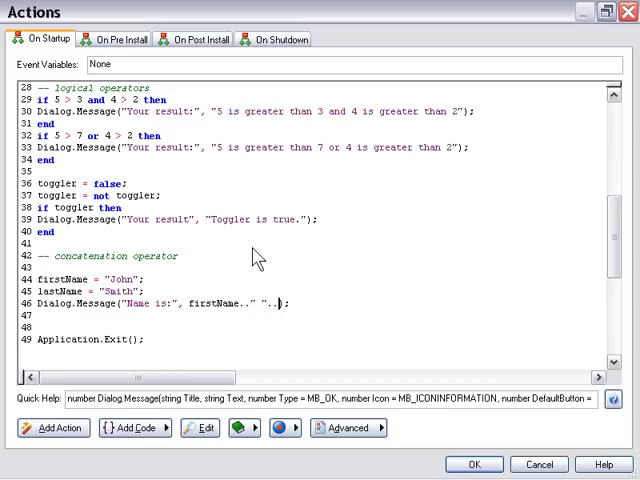 Actions
On Startup
On Pre Install
On Post Install
On Shutdown
Event Variables: None
28 -- logical operators
29 if 5 > 3 and 4 > 2 then
30 Dialog.Message("Your result:", "5 is greater than 3 and 4 is greater than 2");
31 end
32 if 5 > 7 or 4 > 2 then
33 Dialog.Message("Your result:", "5 is greater than 7 or 4 is greater than 2");
34 end
35
36 toggler = false;
37 toggler = not toggler;
38 if toggler then
39 Dialog.Message("Your result", "Toggler is true.");
40 end
41
42 -- concatenation operator
43
44 firstName = "John";
45 lastName = "Smith";
46 Dialog.Message("Name is:", firstName.." "..);
47
48
49 Application.Exit();
Quick Help: number Dialog.Message(string Title, string Text, number Type = MB_OK, number Icon = MB_ICONINFORMATION, number DefaultButton =
Add Action
Add Code
Edit
Advanced
OK
Cancel
Help